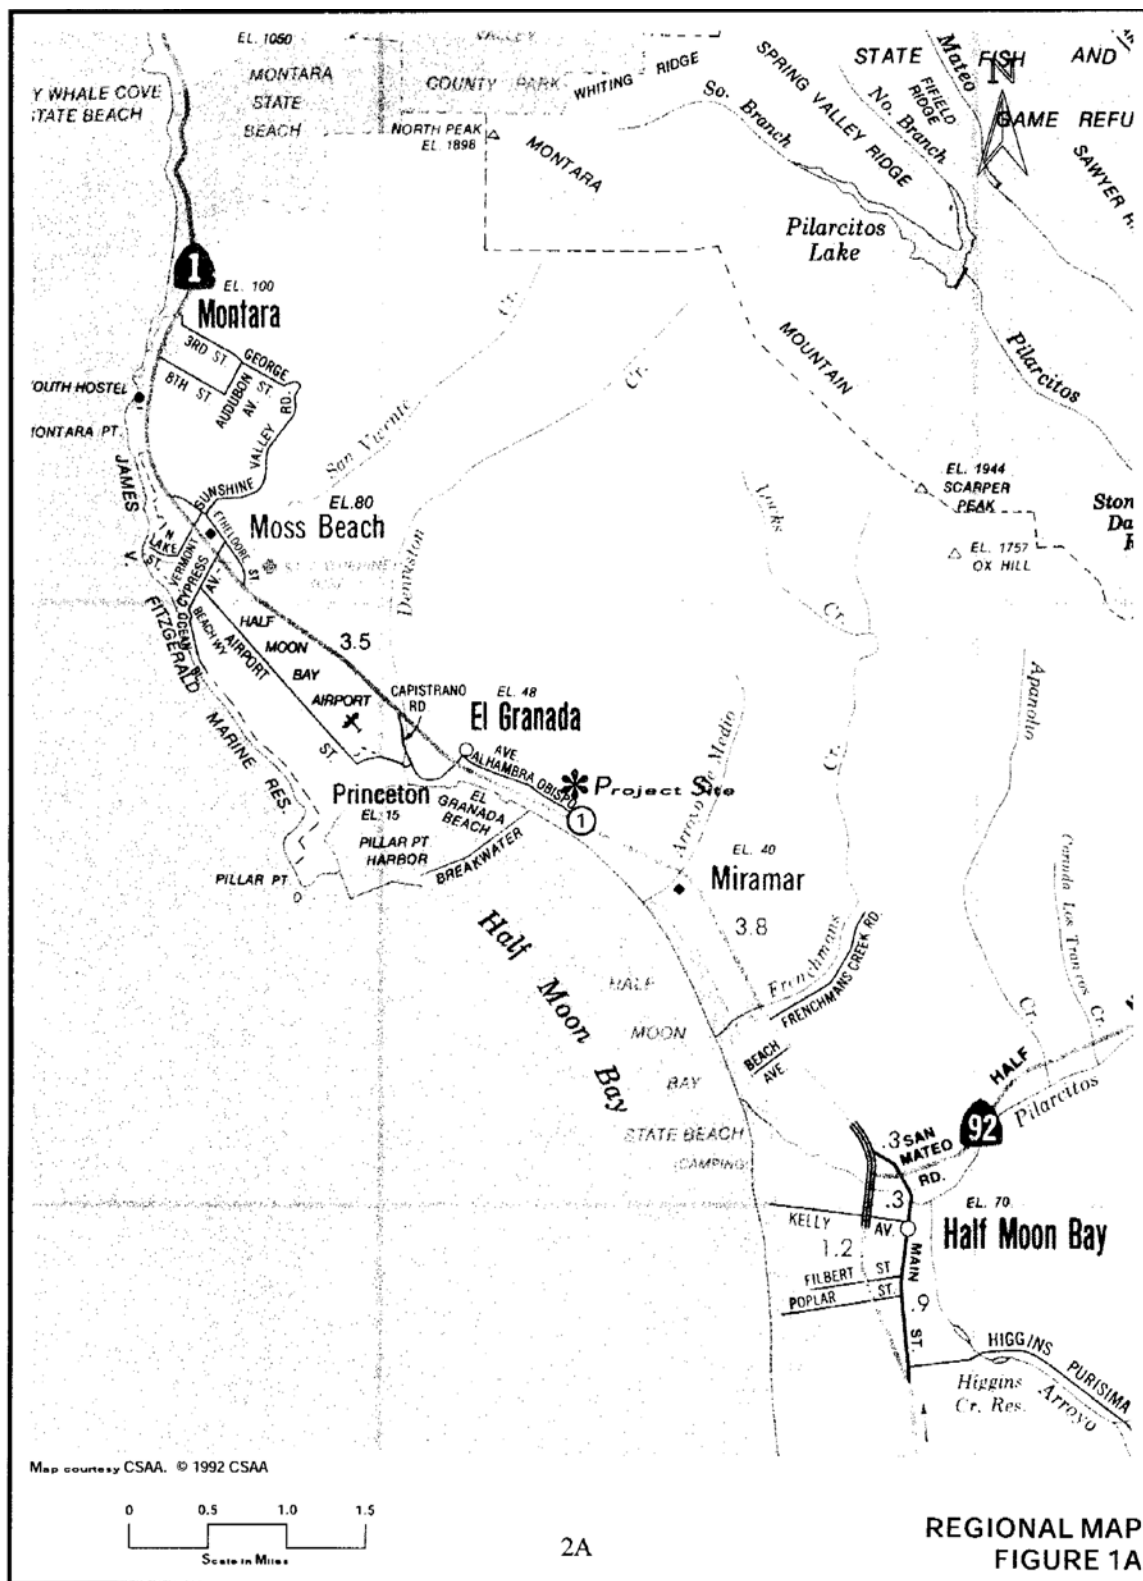 EL. 1050
VALLEY
MONTARA
STATE
BEACH
COUNTY PARK
WHITING RIDGE
Y WHALE COVE
STATE BEACH
NORTH PEAK
EL. 1898
MONTARA
So. Branch
SPRING VALLEY RIDGE
No. Branch
FIFIELD
RIDGE
Mateo
STATE FISH AND
GAME REFU
N
SAWYER R
Pilarcitos
Lake
1
EL. 100
Montara
3RD ST
GEORGE
ST.
8TH ST
AUDUBON
AV.
OUTH HOSTEL
ONTARA PT.
SUNSHINE VALLEY RD.
San Vicente
Cr.
Cr.
MOUNTAIN
Pilarcitos
EL. 1944
SCARPER
PEAK
EL. 1757
OX HILL
Ston
Da
EL.80
Moss Beach
ETHELDORE ST.
JAMES V. FITZGERALD MARINE RES.
LAKE
ST.
VERMONT
CYPRESS
AV.
OCEAN BL.
BEACH WY
AIRPORT ST.
HALF
MOON
BAY
AIRPORT
3.5
Denniston
Locks
Cr.
CAPISTRANO
RD
EL. 48
El Granada
AVE.
ALHAMBRA OBISPO
Project Site
1
Princeton
EL. 15
EL
GRANADA
BEACH
PILLAR PT.
HARBOR
BREAKWATER
PILLAR PT.
Arroyo de Medio
Cr.
Apanolio
Cr.
EL. 40
Miramar
3.8
Half Moon Bay
HALF
MOON
BAY
STATE BEACH
(CAMPING)
Frenchmans
FRENCHMANS CREEK RD.
Canada Los Trancos Cr.
BEACH
AVE.
HALF
Pilarcitos
92
.3
SAN
MATEO
RD.
.3
EL. 70
KELLY AV.
Half Moon Bay
1.2
FILBERT ST
POPLAR ST.
MAIN ST.
.9
HIGGINS PURISIMA
Higgins
Cr. Res.
Arroyo
Map courtesy CSAA. © 1992 CSAA
0 0.5 1.0 1.5
Scale in Miles
2A
REGIONAL MAP
FIGURE 1A